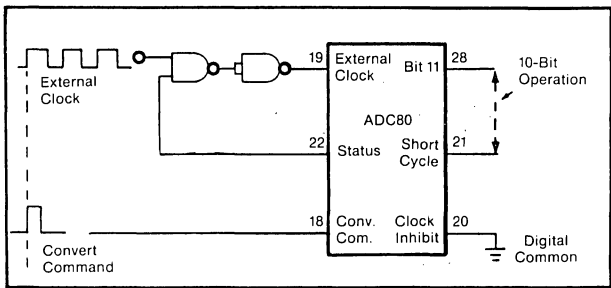 External
Clock
19
External
Clock
Bit 11
28
10-Bit
Operation
ADC80
22
Status
Short
Cycle
21
18
Conv.
Com.
Clock
Inhibit
20
Convert
Command
Digital
Common